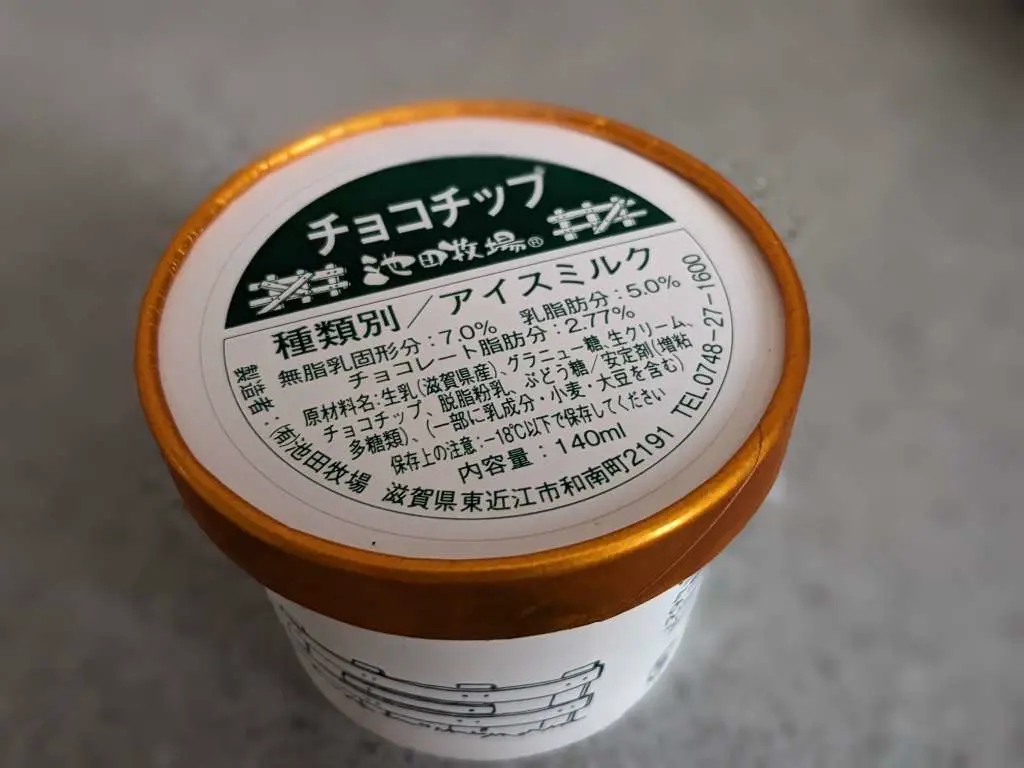 チョコチップ
池田牧場®
種類別/アイスミルク
無脂乳固形分:7.0% 乳脂肪分:5.0%
チョコレート脂肪分:2.77%
原材料名:生乳(滋賀県産)、グラニュー糖、生クリーム、
チョコチップ、脱脂粉乳、ぶどう糖/安定剤(増粘
多糖類)、(一部に乳成分・小麦・大豆を含む)
保存上の注意:-18℃以下で保存してください
内容量:140ml
製造者:㈲池田牧場 滋賀県東近江市和南町2191 TEL.0748-27-1600